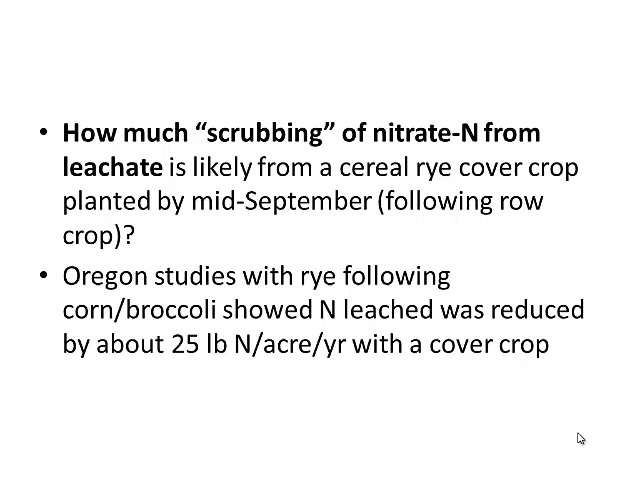 • How much “scrubbing” of nitrate-N from
leachate is likely from a cereal rye cover crop
planted by mid-September (following row
crop)?
• Oregon studies with rye following
corn/broccoli showed N leached was reduced
by about 25 lb N/acre/yr with a cover crop